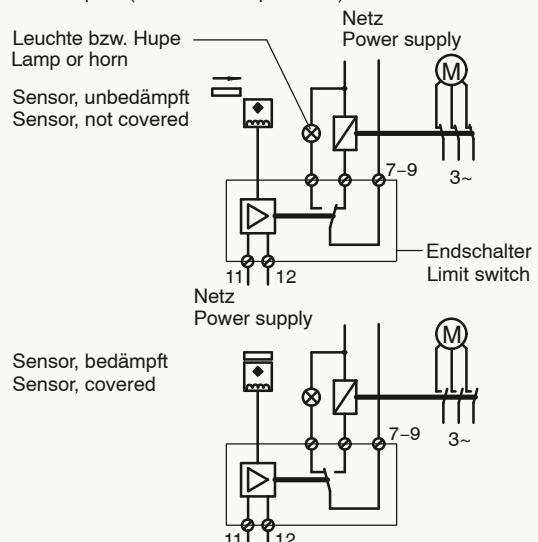 Netz
Power supply
Leuchte bzw. Hupe
Lamp or horn
M
Sensor, unbedämpft
Sensor, not covered
7–9
3~
Endschalter
Limit switch
11
12
Netz
Power supply
M
Sensor, bedämpft
Sensor, covered
7–9
3~
11
12